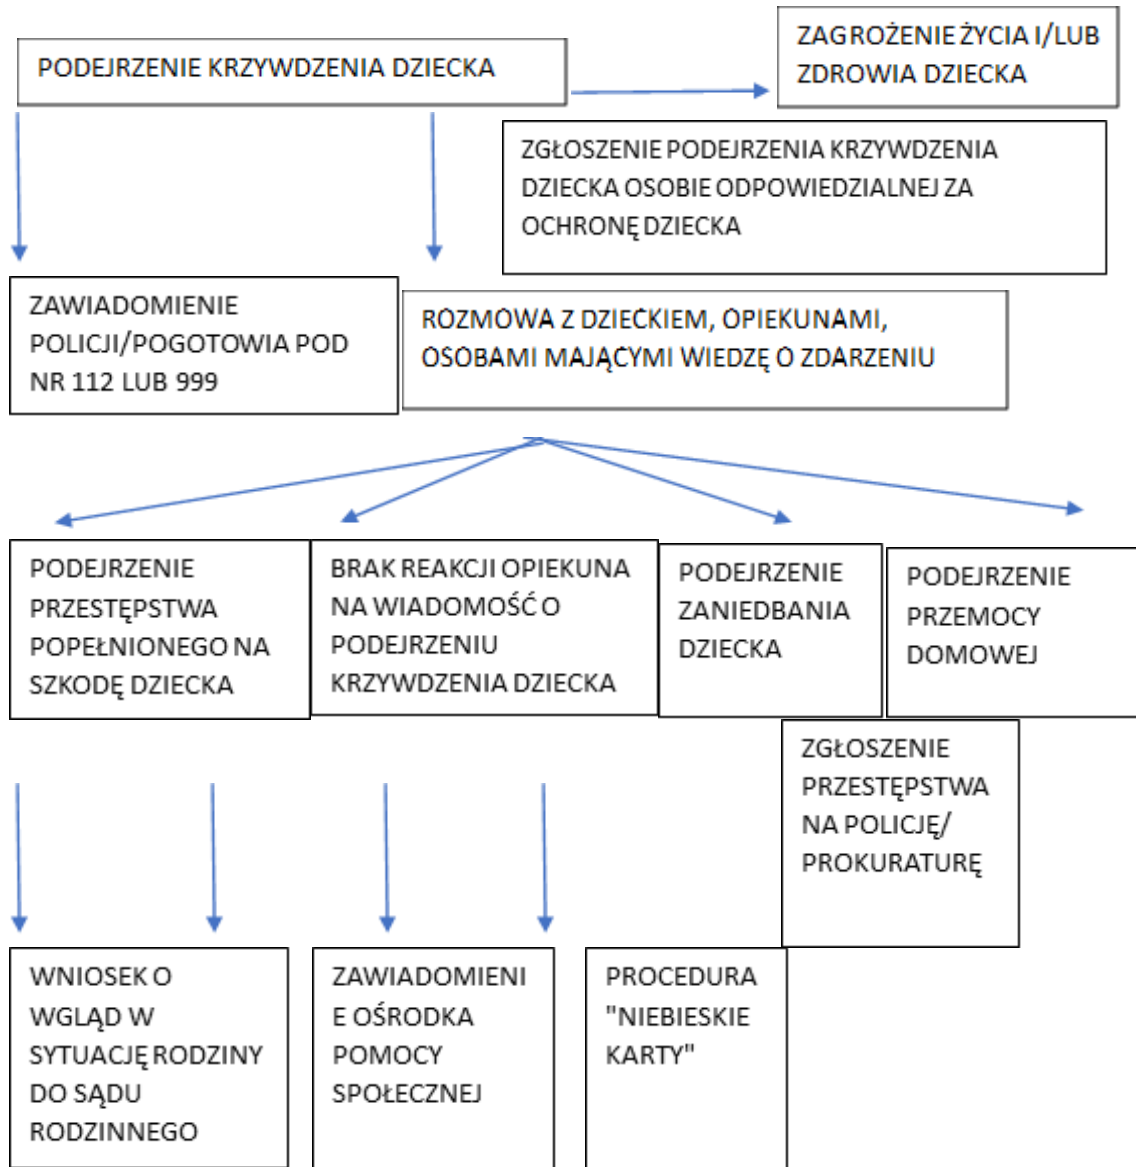 PODEJRZENIE KRZYWDZENIA DZIECKA
ZAGROŻENIE ŻYCIA I/LUB
ZDROWIA DZIECKA
ZGŁOSZENIE PODEJRZENIA KRZYWDZENIA
DZIECKA OSOBIE ODPOWIEDZIALNEJ ZA
OCHRONĘ DZIECKA
ZAWIADOMIENIE
POLICJI/POGOTOWIA POD
NR 112 LUB 999
ROZMOWA Z DZIECKIEM, OPIEKUNAMI,
OSOBAMI MAJĄCYMI WIEDZĘ O ZDARZENIU
PODEJRZENIE
PRZESTĘPSTWA
POPEŁNIONEGO NA
SZKODĘ DZIECKA
BRAK REAKCJI OPIEKUNA
NA WIADOMOŚĆ O
PODEJRZENIU
KRZYWDZENIA DZIECKA
PODEJRZENIE
ZANIEDBANIA
DZIECKA
PODEJRZENIE
PRZEMOCY
DOMOWEJ
ZGŁOSZENIE
PRZESTĘPSTWA
NA POLICJĘ/
PROKURATURĘ
WNIOSEK O
WGLĄD W
SYTUACJĘ RODZINY
DO SĄDU
RODZINNEGO
ZAWIADOMIENI
E OŚRODKA
POMOCY
SPOŁECZNEJ
PROCEDURA
"NIEBIESKIE
KARTY"